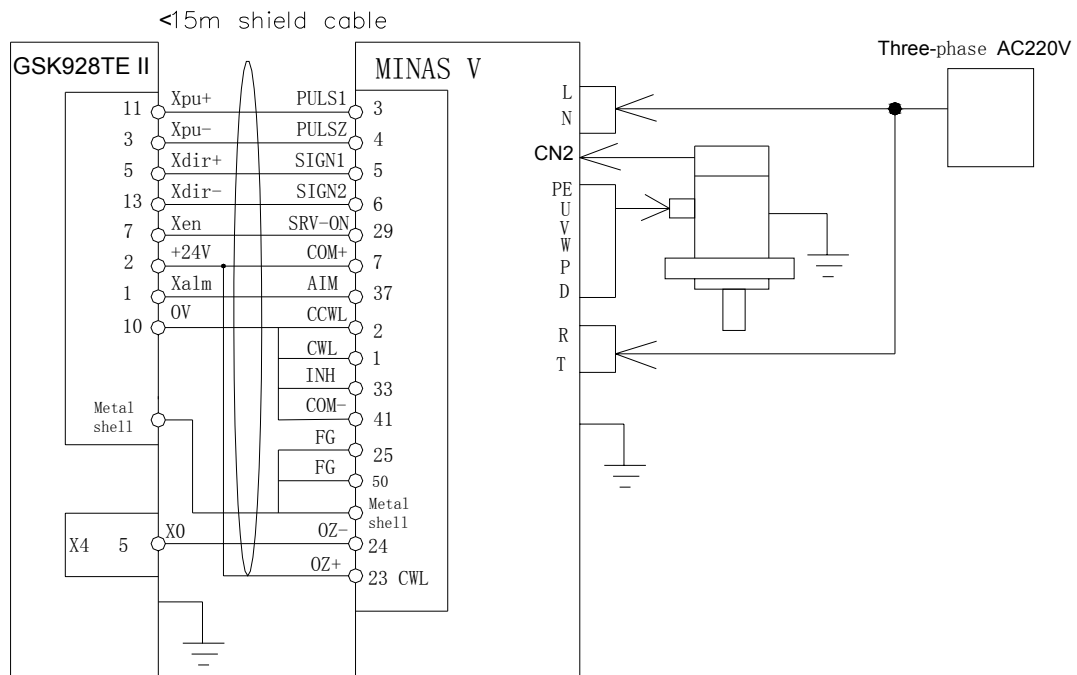 <15m shield cable
GSK928TE II
MINAS V
Three-phase AC220V
11 Xpu+ PULS1 3
3 Xpu- PULSZ 4
5 Xdir+ SIGN1 5
13 Xdir- SIGN2 6
7 Xen SRV-ON 29
2 +24V COM+ 7
1 Xalm AIM 37
10 0V CCWL 2
CWL 1
INH 33
COM- 41
Metal
shell
FG 25
FG 50
Metal
shell
X4 5 X0 OZ- 24
OZ+ 23 CWL
L
N
CN2
PE
U
V
W
P
D
R
T